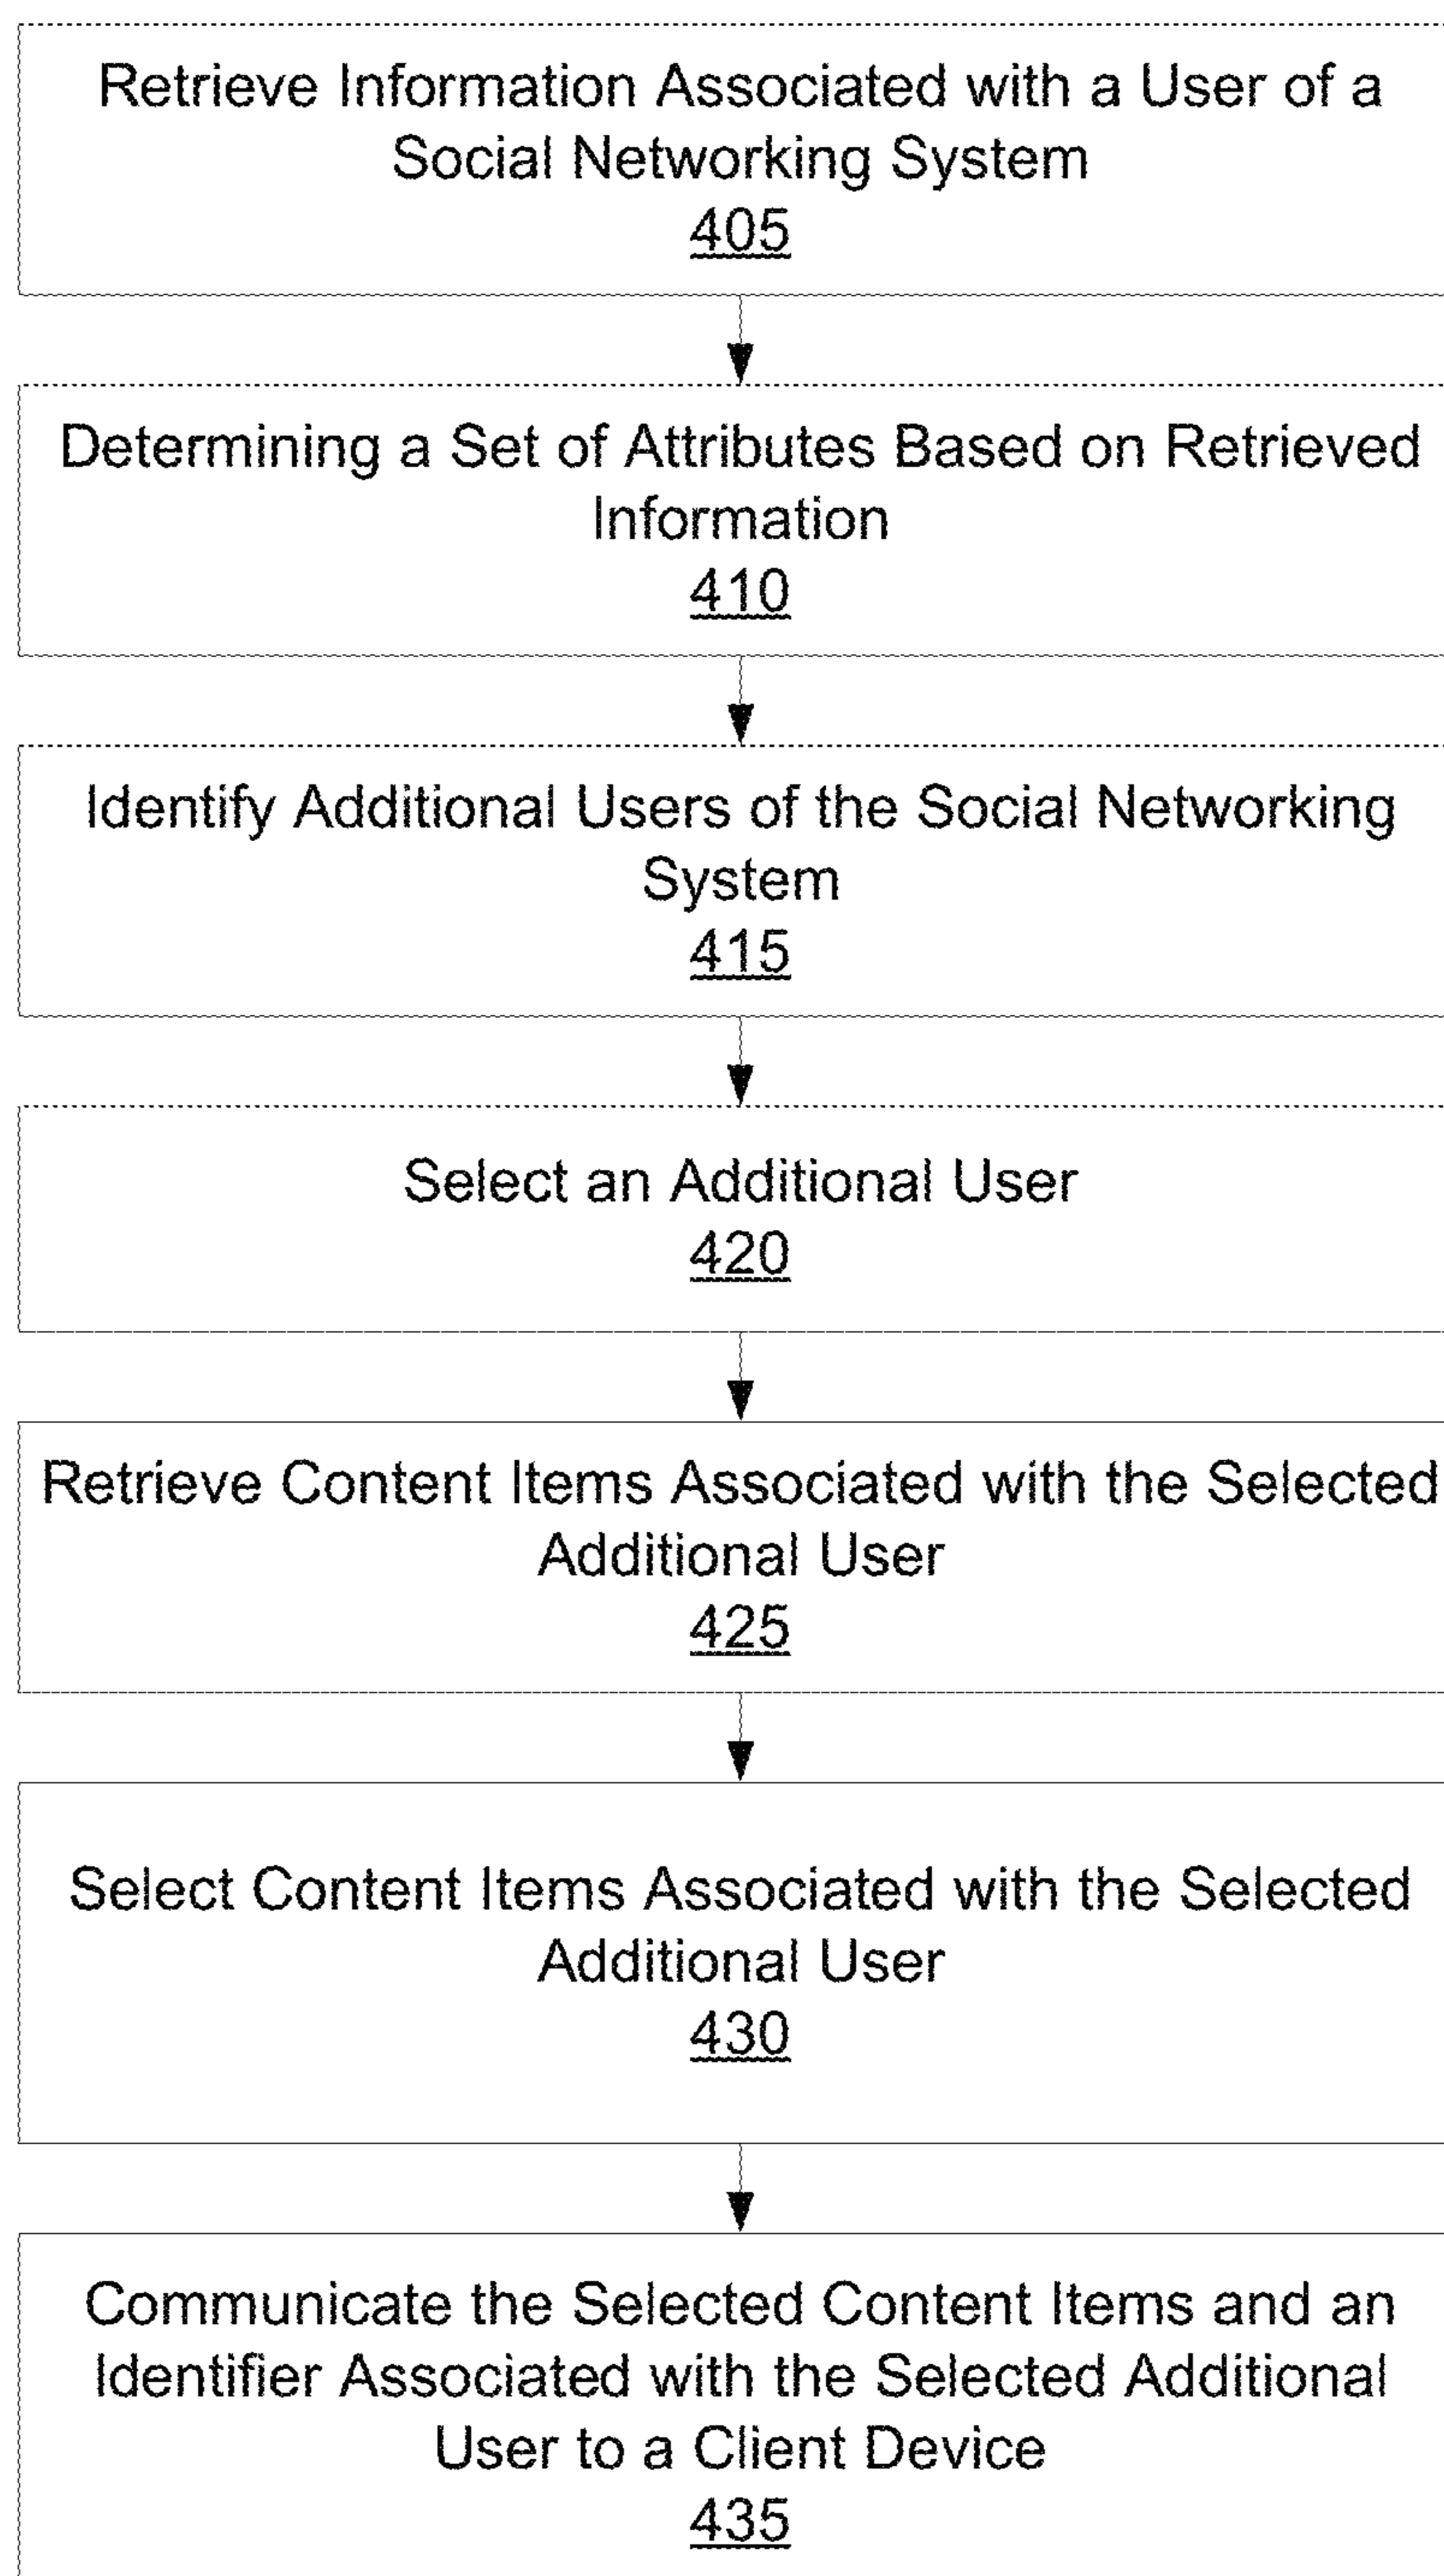 Retrieve Information Associated with a User of a
Social Networking System
405
Determining a Set of Attributes Based on Retrieved
Information
410
Identify Additional Users of the Social Networking
System
415
Select an Additional User
420
Retrieve Content Items Associated with the Selected
Additional User
425
Select Content Items Associated with the Selected
Additional User
430
Communicate the Selected Content Items and an
Identifier Associated with the Selected Additional
User to a Client Device
435